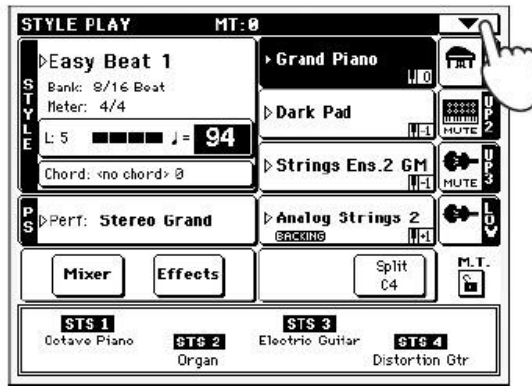 STYLE PLAY MT:0
STYLE
Easy Beat 1
Bank: 8/16 Beat
Meter: 4/4
L: 5 ♩= 94
Chord: <no chord> 0
PS
Perf: Stereo Grand
Mixer
Effects
Grand Piano
0
Dark Pad
-1
MUTE
UP2
Strings Ens.2 GM
-1
MUTE
UP3
Analog Strings 2
BACKING
+1
LOW
Split
C4
M.T.
STS 1
Octave Piano
STS 2
Organ
STS 3
Electric Guitar
STS 4
Distortion Gtr